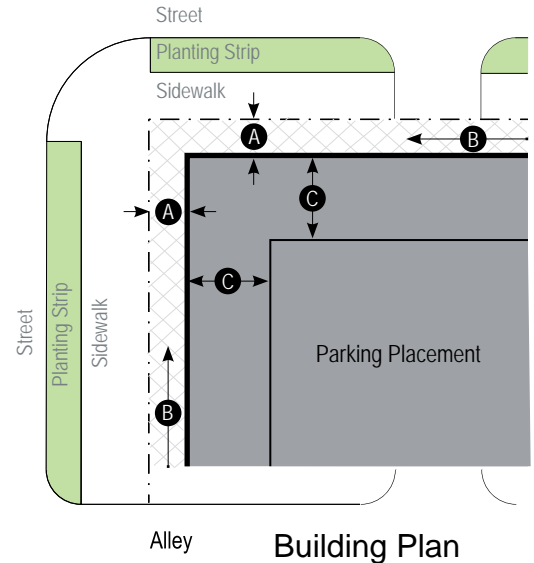 Street
Planting Strip
Sidewalk
A
B
A
C
C
Street
Planting Strip
Sidewalk
Parking Placement
B
Alley
Building Plan